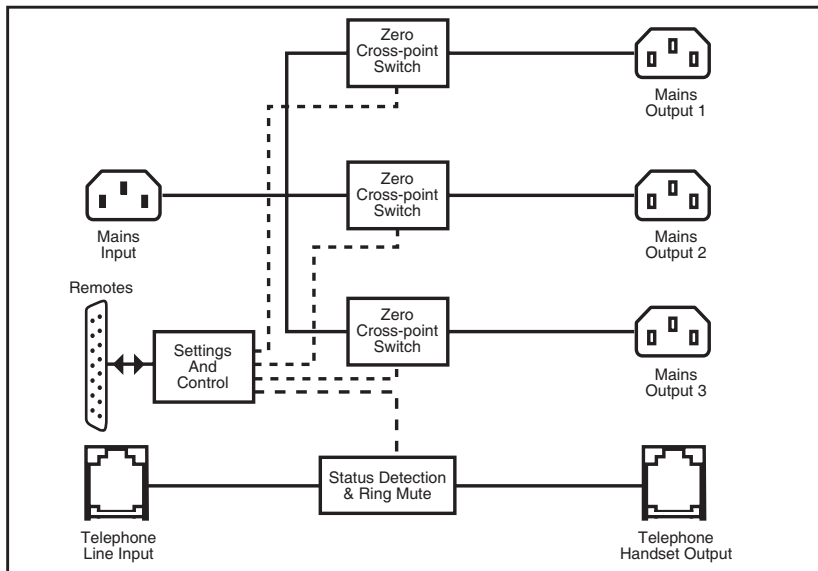 Zero
Cross-point
Switch
Mains
Output 1
Zero
Cross-point
Switch
Mains
Input
Mains
Output 2
Remotes
Zero
Cross-point
Switch
Settings
And
Control
Mains
Output 3
Status Detection
& Ring Mute
Telephone
Line Input
Telephone
Handset Output